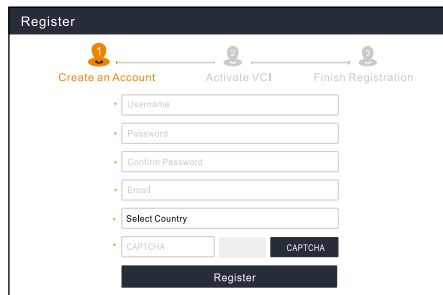 Register
1 2 3
Create an Account Activate VCI Finish Registration
* Username
* Password
* Confirm Password
* Email
* Select Country
* CAPTCHA CAPTCHA
Register